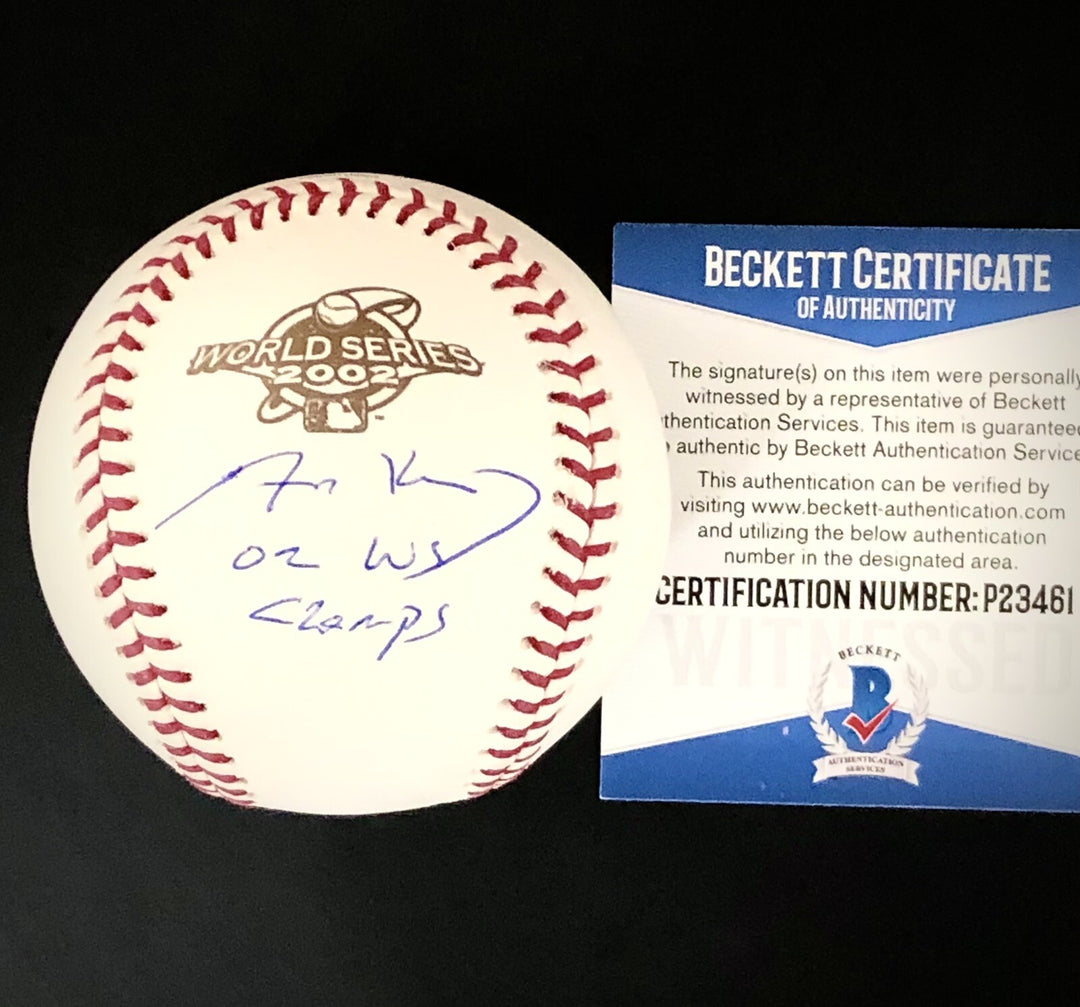 WORLD SERIES
2002
02 WS
Champs
BECKETT CERTIFICATE
OF AUTHENTICITY
The signature(s) on this item were personally
witnessed by a representative of Beckett
thentication Services. This item is guarantee
authentic by Beckett Authentication Service
This authentication can be verified by
visiting www.beckett-authentication.com
and utilizing the below authentication
number in the designated area.
CERTIFICATION NUMBER: P23461
WITNESSED
BECKETT
B
AUTHENTICATION
SERVICES